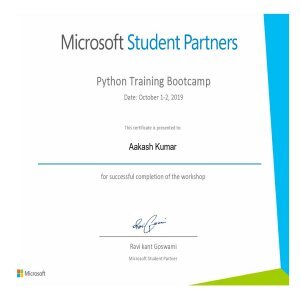 Microsoft Student Partners
Python Training Bootcamp
Date: October 1-2, 2019
This certificate is presented to
Aakash Kumar
for successful completion of the workshop
Ravi kant Goswami
Microsoft Student Partner
Microsoft